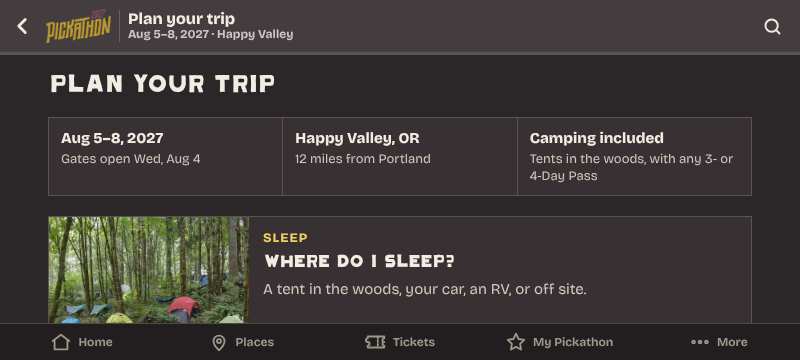 PICKATHON
Plan your trip
Aug 5–8, 2027 · Happy Valley
PLAN YOUR TRIP
Aug 5–8, 2027
Gates open Wed, Aug 4
Happy Valley, OR
12 miles from Portland
Camping included
Tents in the woods, with any 3- or
4-Day Pass
SLEEP
WHERE DO I SLEEP?
A tent in the woods, your car, an RV, or off site.
Home
Places
Tickets
My Pickathon
More